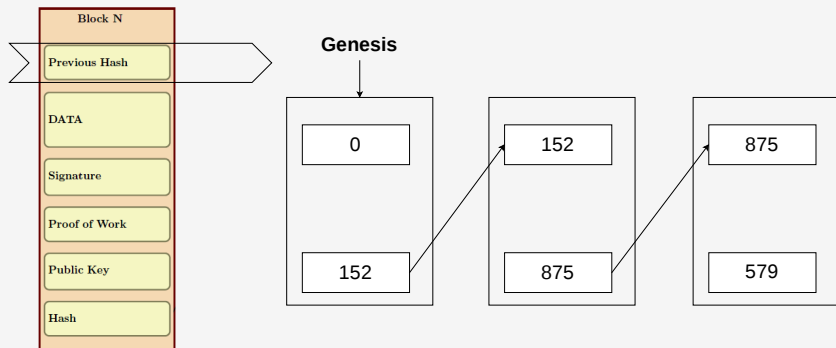 Block N
Previous Hash
DATA
Signature
Proof of Work
Public Key
Hash
Genesis
0
152
875
152
875
579